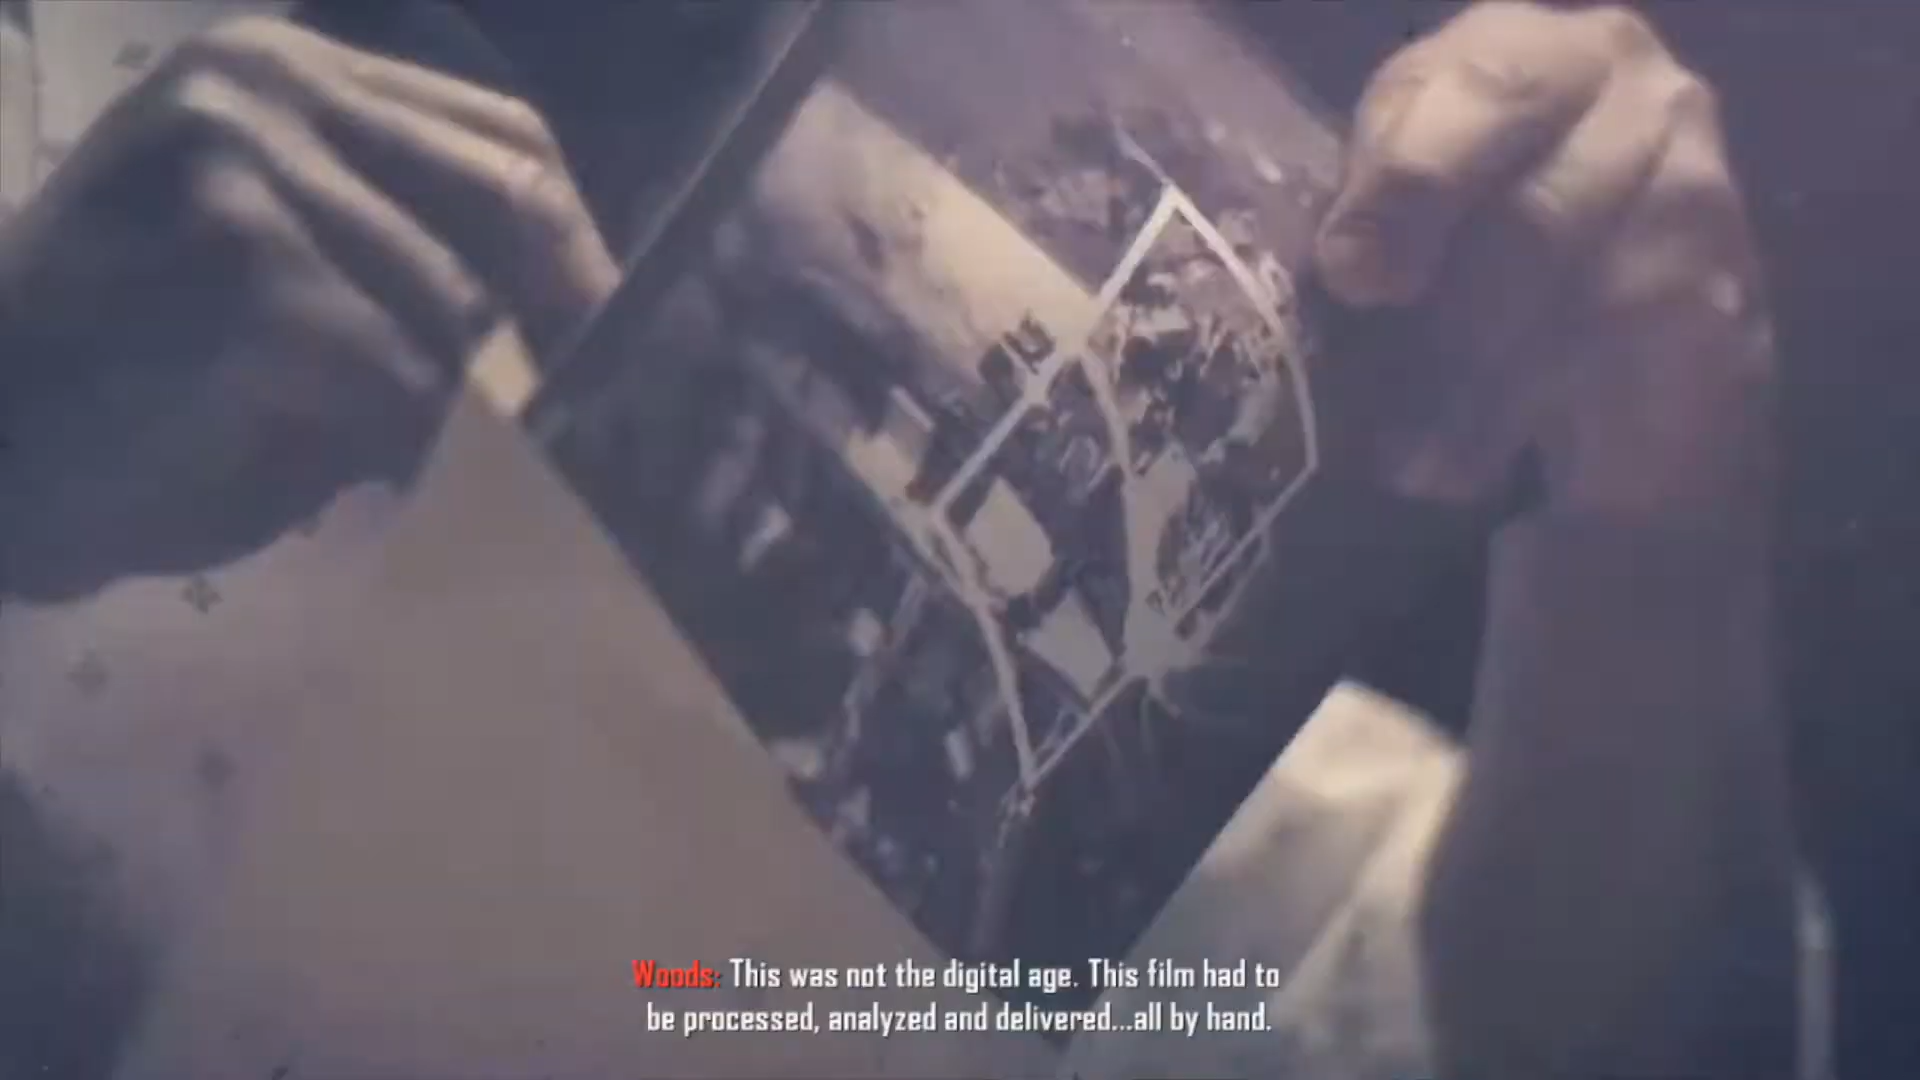 Woods: This was not the digital age. This film had to
be processed, analyzed and delivered...all by hand.